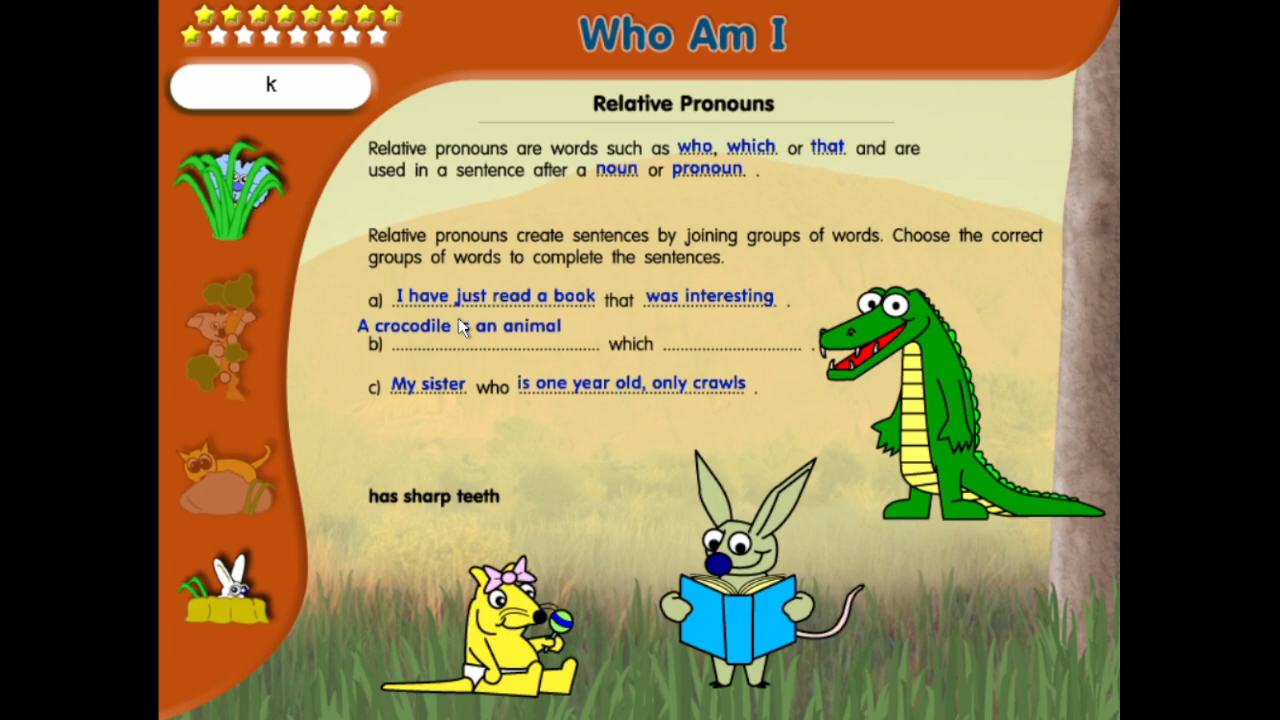 Who Am I
k
Relative Pronouns
Relative pronouns are words such as who, which or that and are
used in a sentence after a noun or pronoun .
Relative pronouns create sentences by joining groups of words. Choose the correct
groups of words to complete the sentences.
a) I have just read a book that was interesting .
A crocodile is an animal
b) which .
c) My sister who is one year old, only crawls .
has sharp teeth